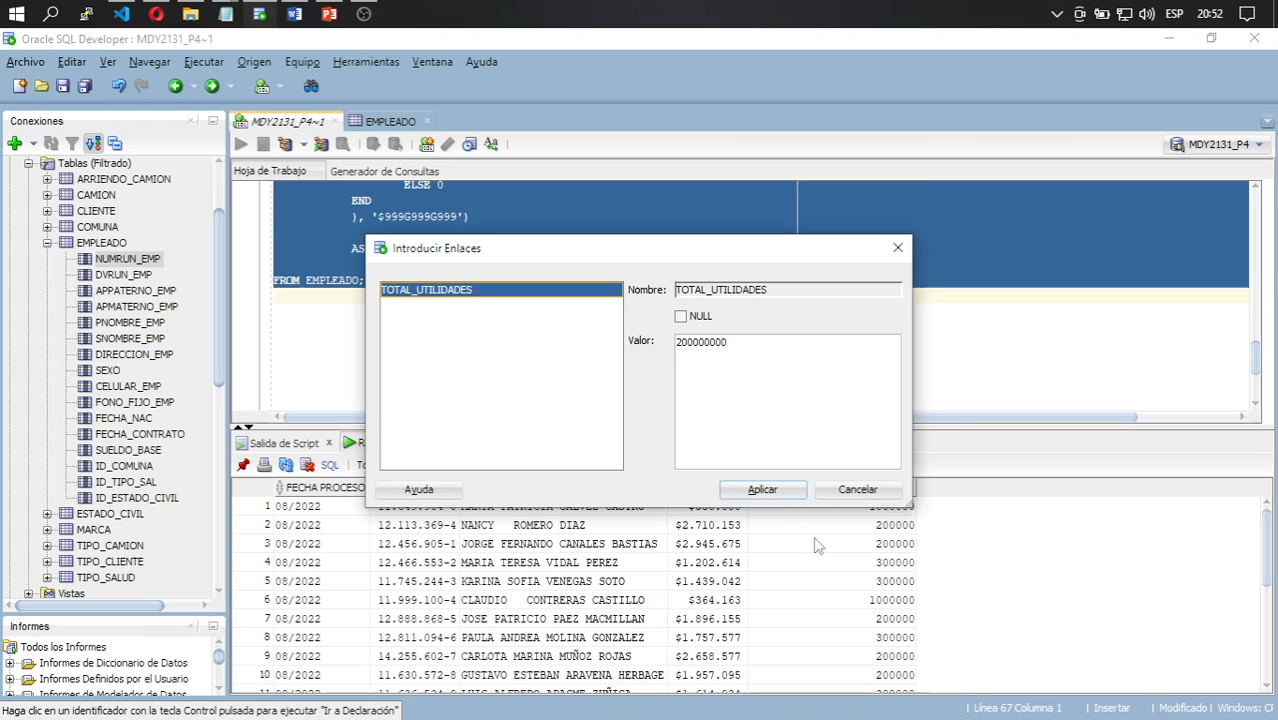 ESP
20:52
Oracle SQL Developer : MDY2131_P4~1
Archivo Editar Ver Navegar Ejecutar Origen Equipo Herramientas Ventana Ayuda
Conexiones
MDY2131_P4~1
EMPLEADO
MDY2131_P4
Hoja de Trabajo
Generador de Consultas
Tablas (Filtrado)
ARRIENDO_CAMION
CAMION
CLIENTE
COMUNA
EMPLEADO
NUMRUN_EMP
DVRUN_EMP
APPATERNO_EMP
APMATERNO_EMP
PNOMBRE_EMP
SNOMBRE_EMP
DIRECCION_EMP
SEXO
CELULAR_EMP
FONO_FIJO_EMP
FECHA_NAC
FECHA_CONTRATO
SUELDO_BASE
ID_COMUNA
ID_TIPO_SAL
ID_ESTADO_CIVIL
ESTADO_CIVIL
MARCA
TIPO_CAMION
TIPO_CLIENTE
TIPO_SALUD
Vistas
ELSE 0
END
), '$999G999G999')
AS
FROM EMPLEADO;
Introducir Enlaces
TOTAL_UTILIDADES
Nombre: TOTAL_UTILIDADES
NULL
Valor: 200000000
Ayuda
Aplicar
Cancelar
Salida de Script
SQL
FECHA PROCESO
1 08/2022
2 08/2022 12.113.369-4 NANCY ROMERO DIAZ $2.710.153 200000
3 08/2022 12.456.905-1 JORGE FERNANDO CANALES BASTIAS $2.945.675 200000
4 08/2022 12.466.553-2 MARIA TERESA VIDAL PEREZ $1.202.614 300000
5 08/2022 11.745.244-3 KARINA SOFIA VENEGAS SOTO $1.439.042 300000
6 08/2022 11.999.100-4 CLAUDIO CONTRERAS CASTILLO $364.163 1000000
7 08/2022 12.888.868-5 JOSE PATRICIO PAEZ MACMILLAN $1.896.155 200000
8 08/2022 12.811.094-6 PAULA ANDREA MOLINA GONZALEZ $1.757.577 300000
9 08/2022 14.255.602-7 CARLOTA MARINA MUÑOZ ROJAS $2.658.577 200000
10 08/2022 11.630.572-8 GUSTAVO ESTEBAN ARAVENA HERBAGE $1.957.095 200000
Informes
Todos los Informes
Informes de Diccionario de Datos
Informes Definidos por el Usuario
Informes de Modelador de Datos
Haga clic en un identificador con la tecla Control pulsada para ejecutar "Ir a Declaración"
Línea 67 Columna 1
Insertar
Modificado
Windows: CF